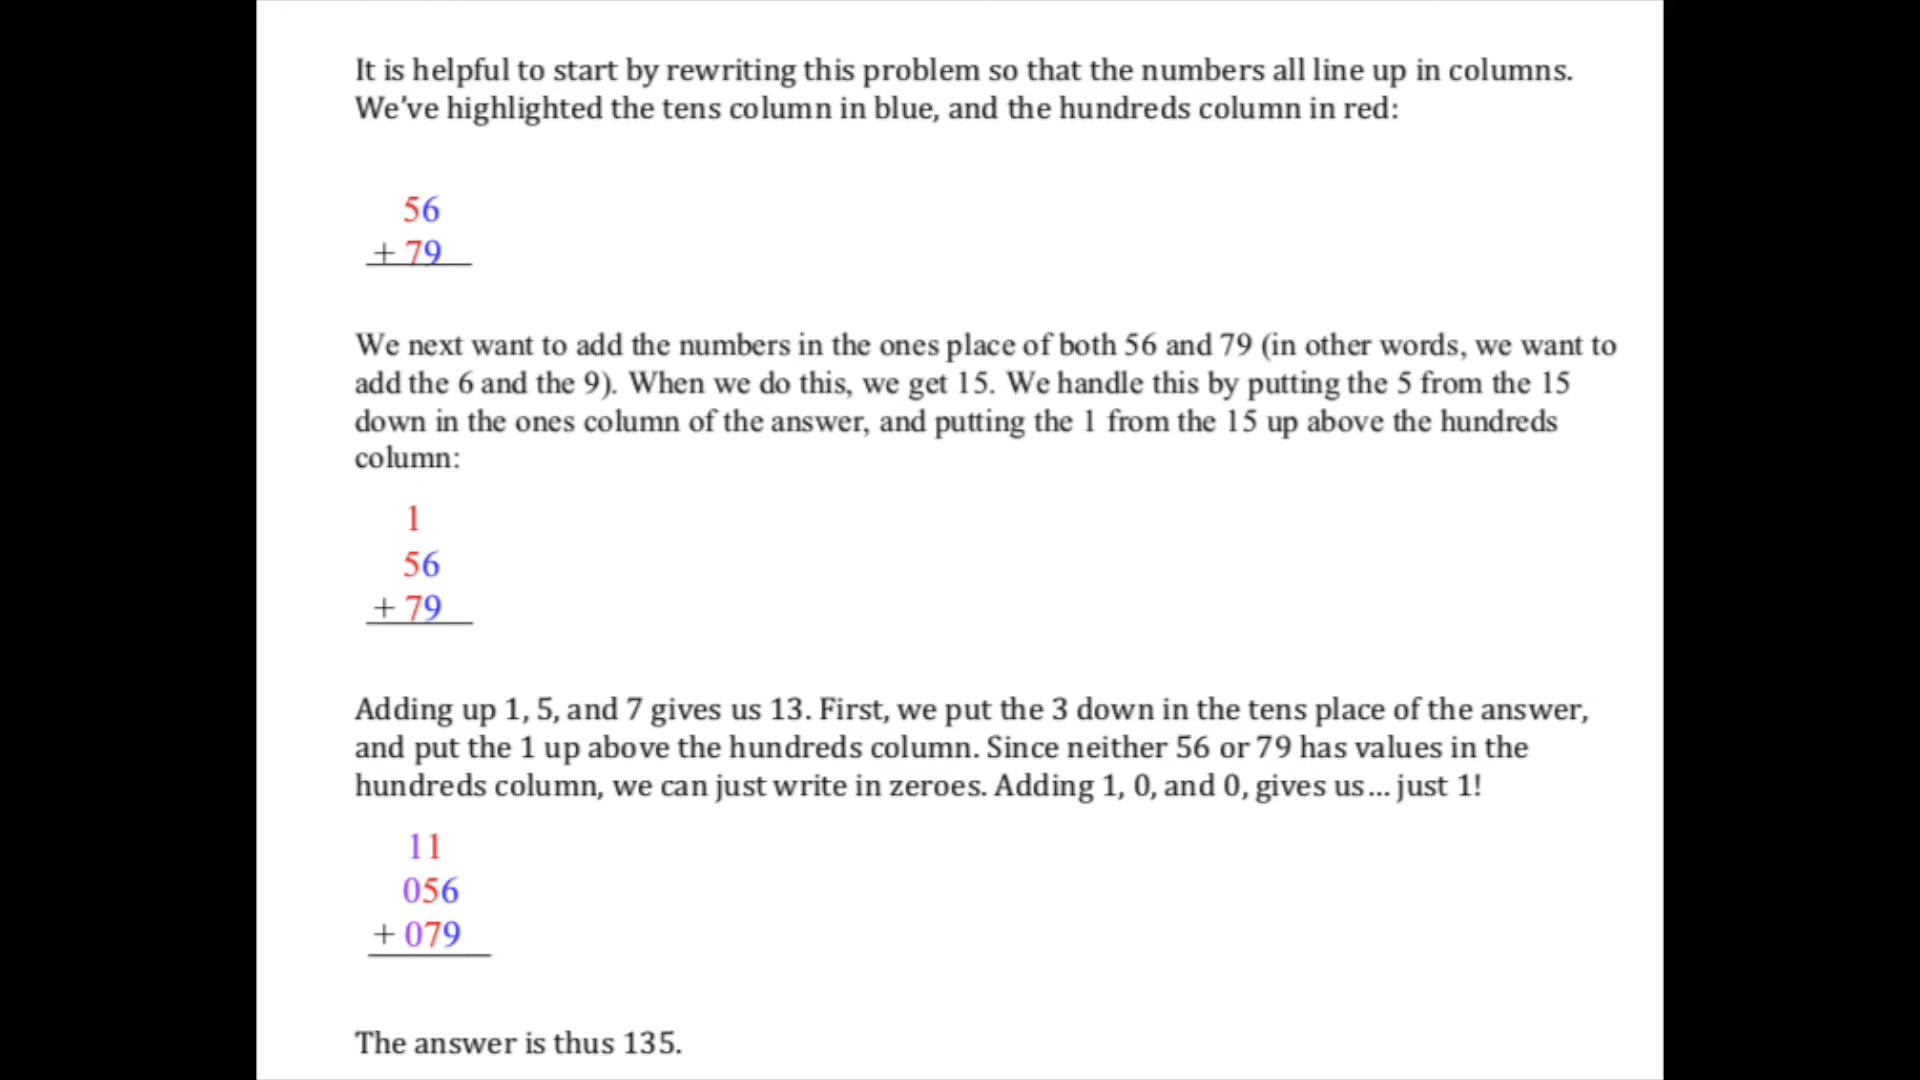 It is helpful to start by rewriting this problem so that the numbers all line up in columns.
We've highlighted the tens column in blue, and the hundreds column in red:
56
+ 79
We next want to add the numbers in the ones place of both 56 and 79 (in other words, we want to
add the 6 and the 9). When we do this, we get 15. We handle this by putting the 5 from the 15
down in the ones column of the answer, and putting the 1 from the 15 up above the hundreds
column:
1
56
+ 79
Adding up 1, 5, and 7 gives us 13. First, we put the 3 down in the tens place of the answer,
and put the 1 up above the hundreds column. Since neither 56 or 79 has values in the
hundreds column, we can just write in zeroes. Adding 1, 0, and 0, gives us... just 1!
11
056
+ 079
The answer is thus 135.